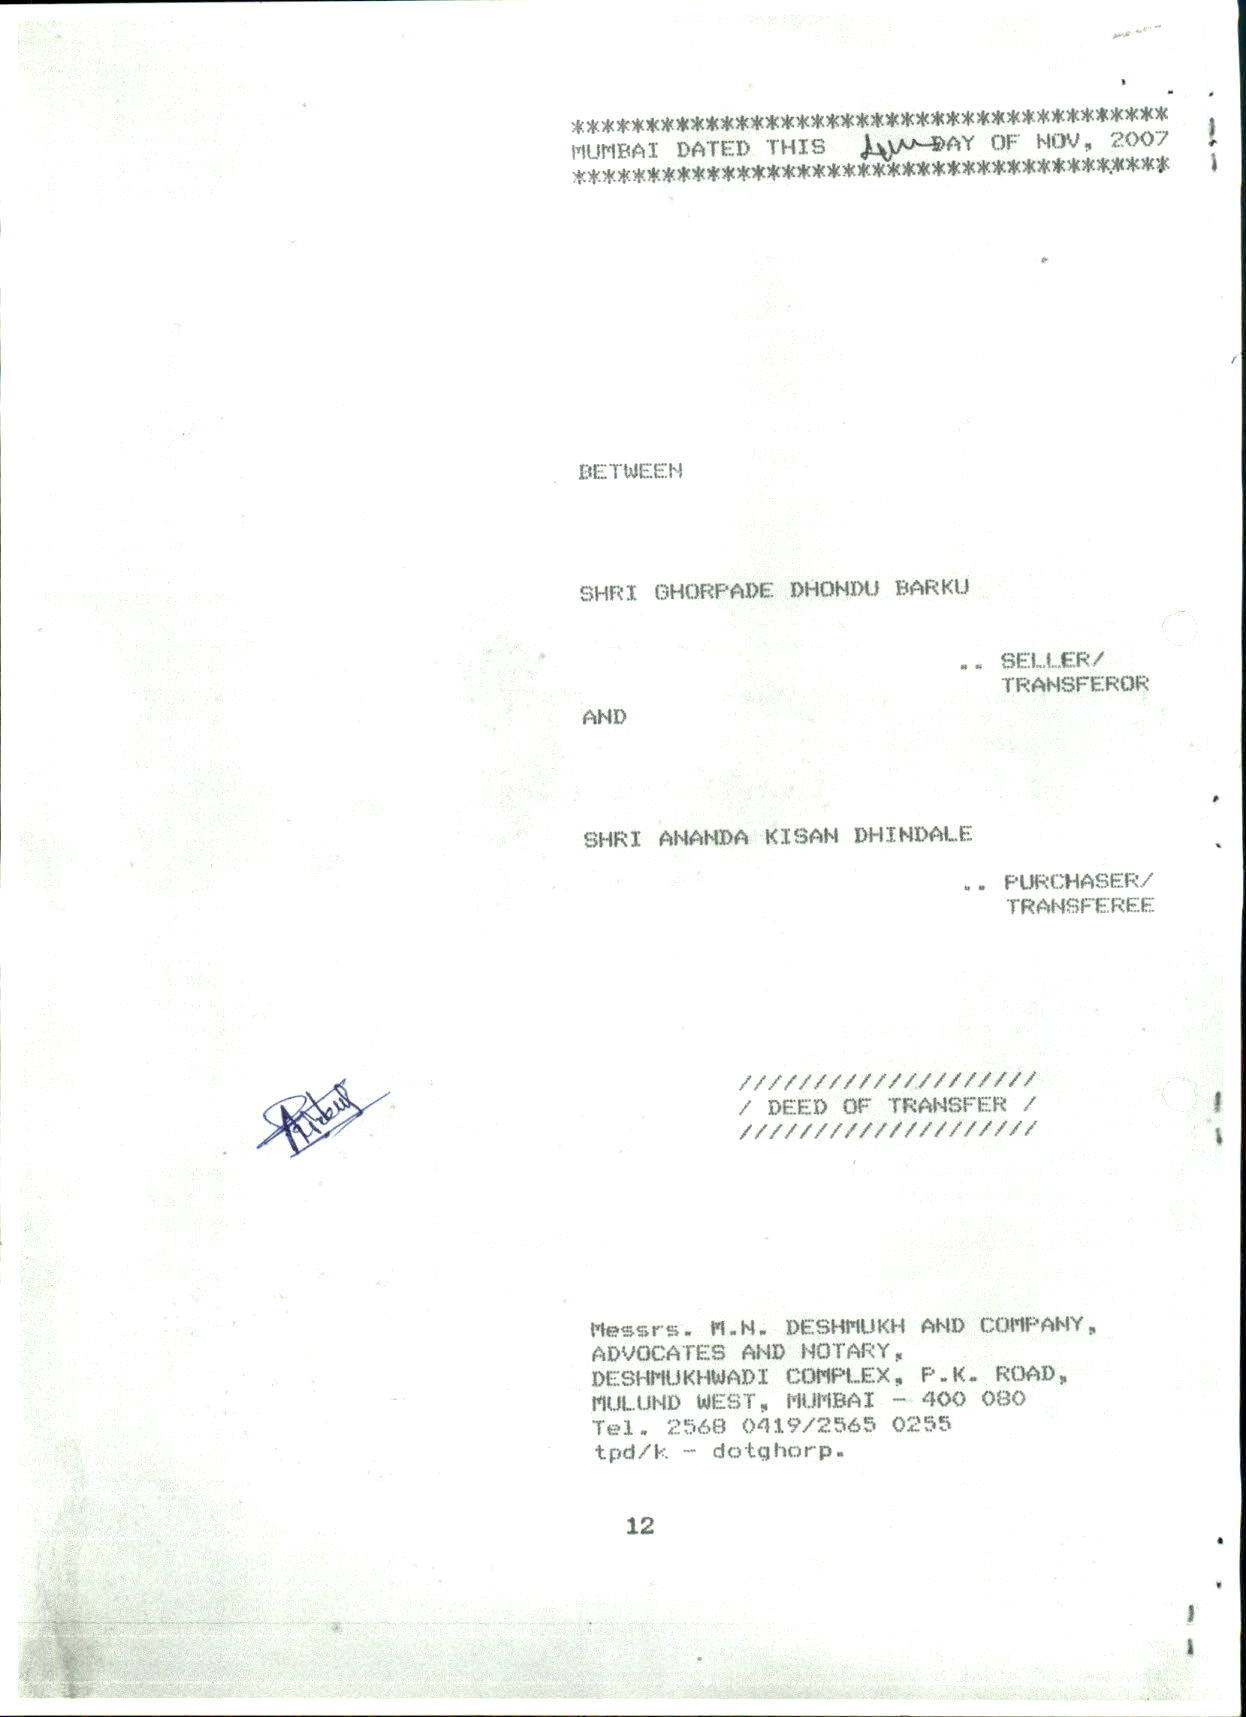 ****************************************
MUMBAI DATED THIS DAY OF NOV, 2007
****************************************
BETWEEN
SHRI GHORPADE DHONDU BARKU
.. SELLER/
TRANSFEROR
AND
SHRI ANANDA KISAN DHINDALE
.. PURCHASER/
TRANSFEREE
////////////////////
/ DEED OF TRANSFER /
////////////////////
Messrs. M.N. DESHMUKH AND COMPANY,
ADVOCATES AND NOTARY,
DESHMUKHWADI COMPLEX, P.K. ROAD,
MULUND WEST, MUMBAI - 400 080
Tel. 2568 0419/2565 0255
tpd/k - dotghorp.
12